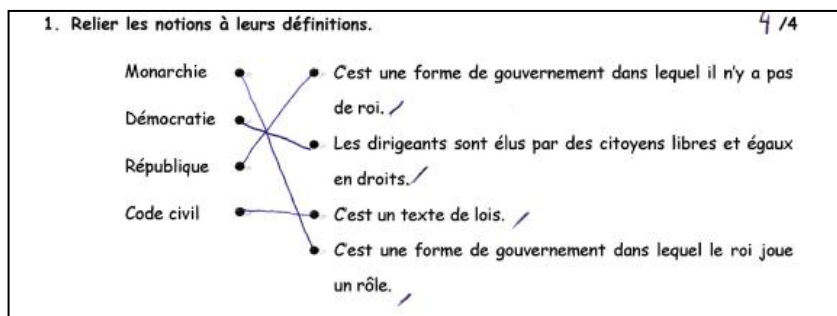 1. Relier les notions à leurs définitions. 4 /4
Monarchie
C'est une forme de gouvernement dans lequel il n'y a pas
de roi.
Démocratie
Les dirigeants sont élus par des citoyens libres et égaux
en droits.
République
Code civil
C'est un texte de lois.
C'est une forme de gouvernement dans lequel le roi joue
un rôle.